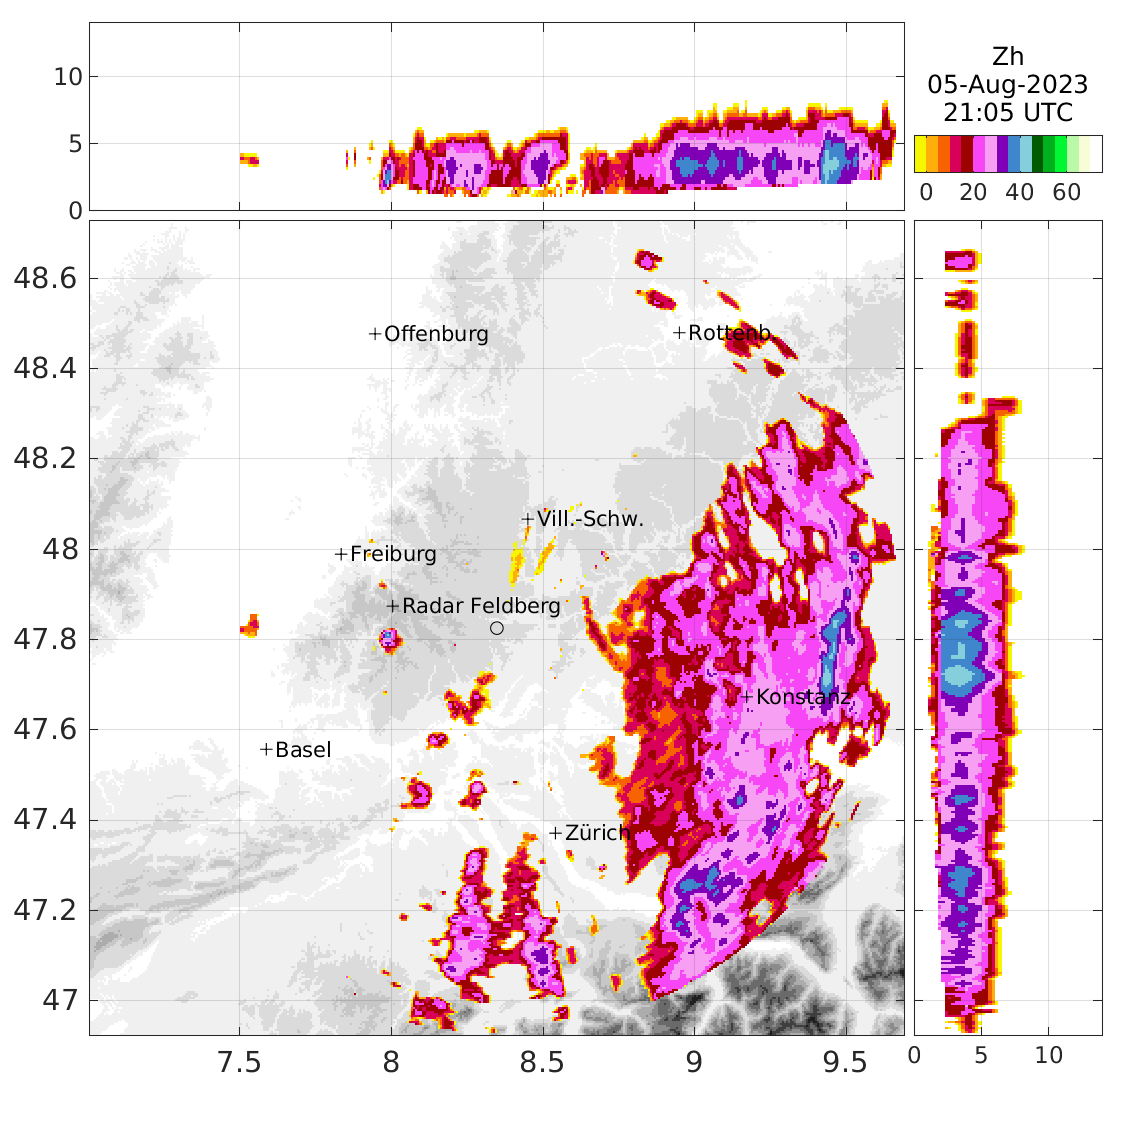 10
5
0
Zh
05-Aug-2023
21:05 UTC
0 20 40 60
48.6
48.4
48.2
48
47.8
47.6
47.4
47.2
47
+Offenburg
+Rottenb.
+Vill.-Schw.
+Freiburg
+Radar Feldberg
+Konstanz
+Basel
+Zürich
7.5 8 8.5 9 9.5
0 5 10